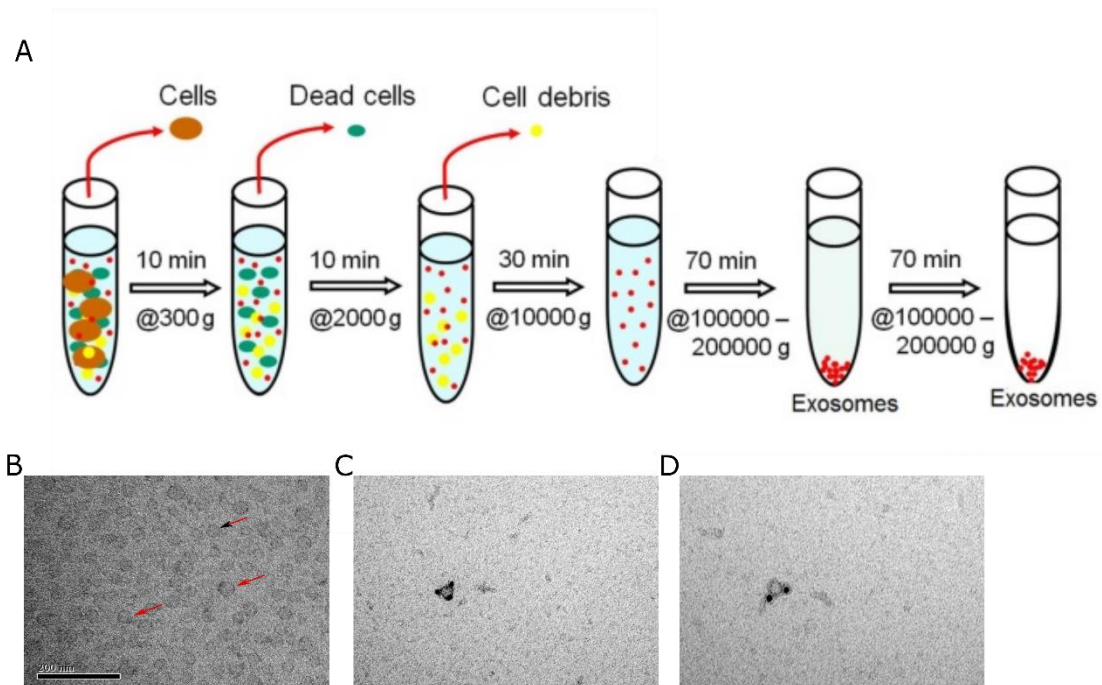 A
Cells
Dead cells
Cell debris
10 min
@300 g
10 min
@2000 g
30 min
@10000 g
70 min
@100000 –
200000 g
70 min
@100000 –
200000 g
Exosomes
Exosomes
B
C
D
200 nm